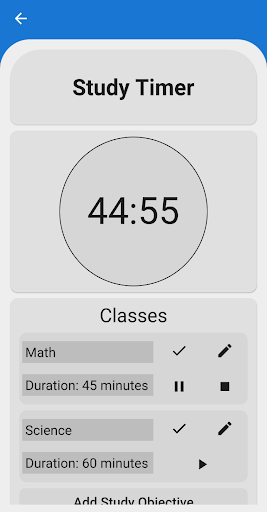 Study Timer
44:55
Classes
Math
Duration: 45 minutes
Science
Duration: 60 minutes
Add Study Objective